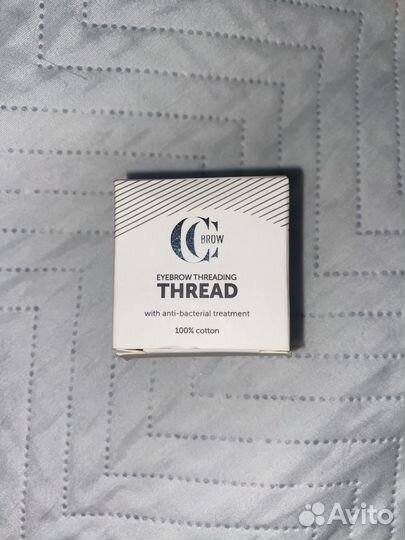 CC BROW
EYEBROW THREADING
THREAD
with anti-bacterial treatment
100% cotton
Avito